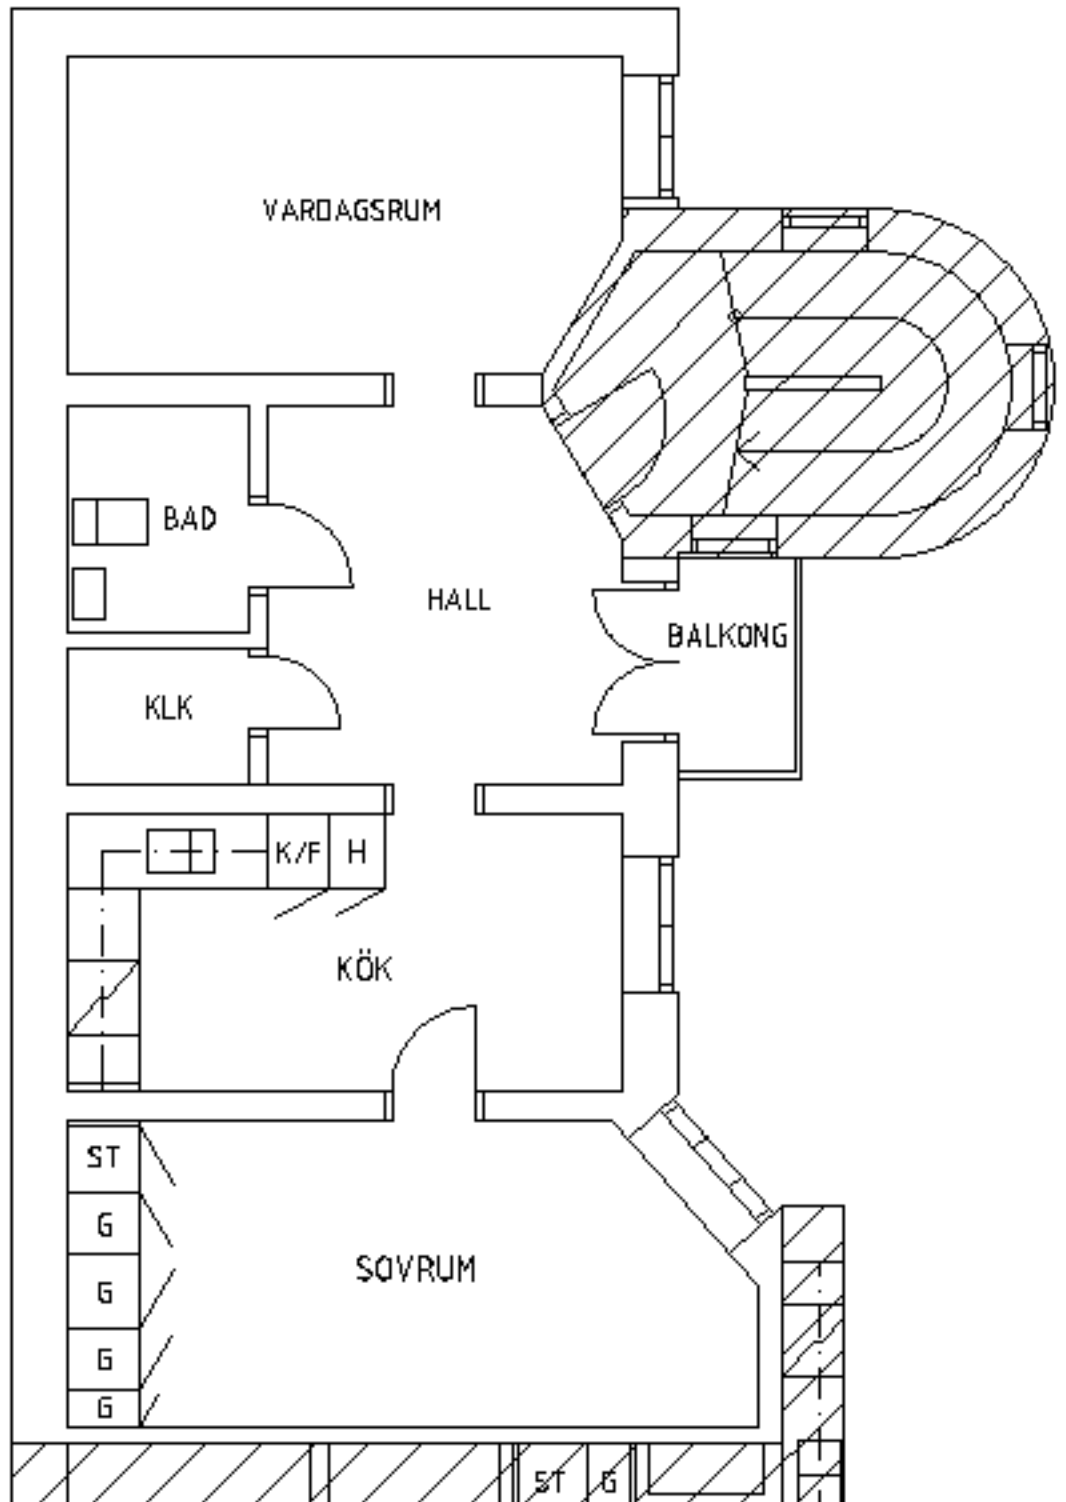 VARDAGSRUM
BAD
HALL
BALKONG
KLK
K/F
H
KÖK
ST
G
SOVRUM
G
G
G
ST
G